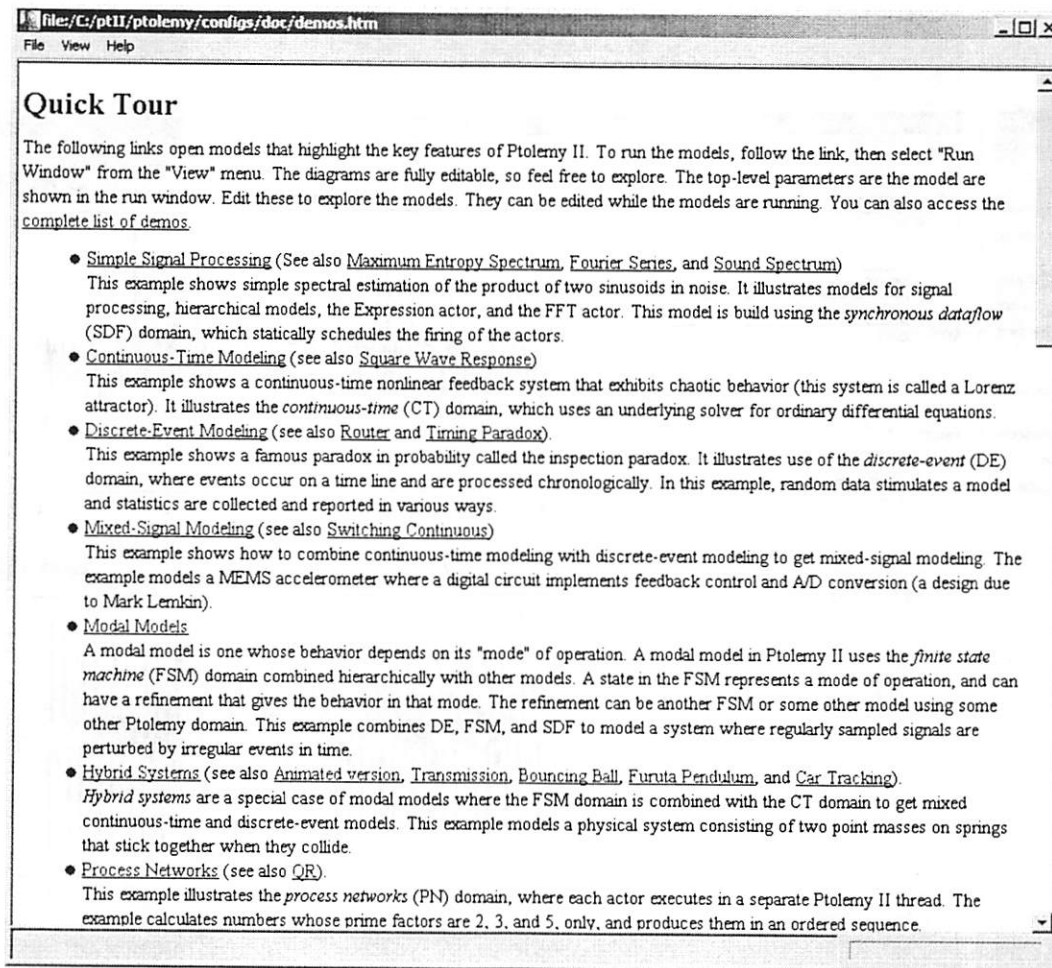 file:/C:/ptII/ptolemy/configs/doc/demos.htm
File View Help
Quick Tour
The following links open models that highlight the key features of Ptolemy II. To run the models, follow the link, then select "Run
Window" from the "View" menu. The diagrams are fully editable, so feel free to explore. The top-level parameters are the model are
shown in the run window. Edit these to explore the models. They can be edited while the models are running. You can also access the
complete list of demos.
● Simple Signal Processing (See also Maximum Entropy Spectrum, Fourier Series, and Sound Spectrum)
This example shows simple spectral estimation of the product of two sinusoids in noise. It illustrates models for signal
processing, hierarchical models, the Expression actor, and the FFT actor. This model is build using the synchronous dataflow
(SDF) domain, which statically schedules the firing of the actors.
● Continuous-Time Modeling (see also Square Wave Response)
This example shows a continuous-time nonlinear feedback system that exhibits chaotic behavior (this system is called a Lorenz
attractor). It illustrates the continuous-time (CT) domain, which uses an underlying solver for ordinary differential equations.
● Discrete-Event Modeling (see also Router and Timing Paradox).
This example shows a famous paradox in probability called the inspection paradox. It illustrates use of the discrete-event (DE)
domain, where events occur on a time line and are processed chronologically. In this example, random data stimulates a model
and statistics are collected and reported in various ways.
● Mixed-Signal Modeling (see also Switching Continuous)
This example shows how to combine continuous-time modeling with discrete-event modeling to get mixed-signal modeling. The
example models a MEMS accelerometer where a digital circuit implements feedback control and A/D conversion (a design due
to Mark Lemkin).
● Modal Models
A modal model is one whose behavior depends on its "mode" of operation. A modal model in Ptolemy II uses the finite state
machine (FSM) domain combined hierarchically with other models. A state in the FSM represents a mode of operation, and can
have a refinement that gives the behavior in that mode. The refinement can be another FSM or some other model using some
other Ptolemy domain. This example combines DE, FSM, and SDF to model a system where regularly sampled signals are
perturbed by irregular events in time.
● Hybrid Systems (see also Animated version, Transmission, Bouncing Ball, Furuta Pendulum, and Car Tracking).
Hybrid systems are a special case of modal models where the FSM domain is combined with the CT domain to get mixed
continuous-time and discrete-event models. This example models a physical system consisting of two point masses on springs
that stick together when they collide.
● Process Networks (see also QR).
This example illustrates the process networks (PN) domain, where each actor executes in a separate Ptolemy II thread. The
example calculates numbers whose prime factors are 2, 3, and 5, only, and produces them in an ordered sequence.